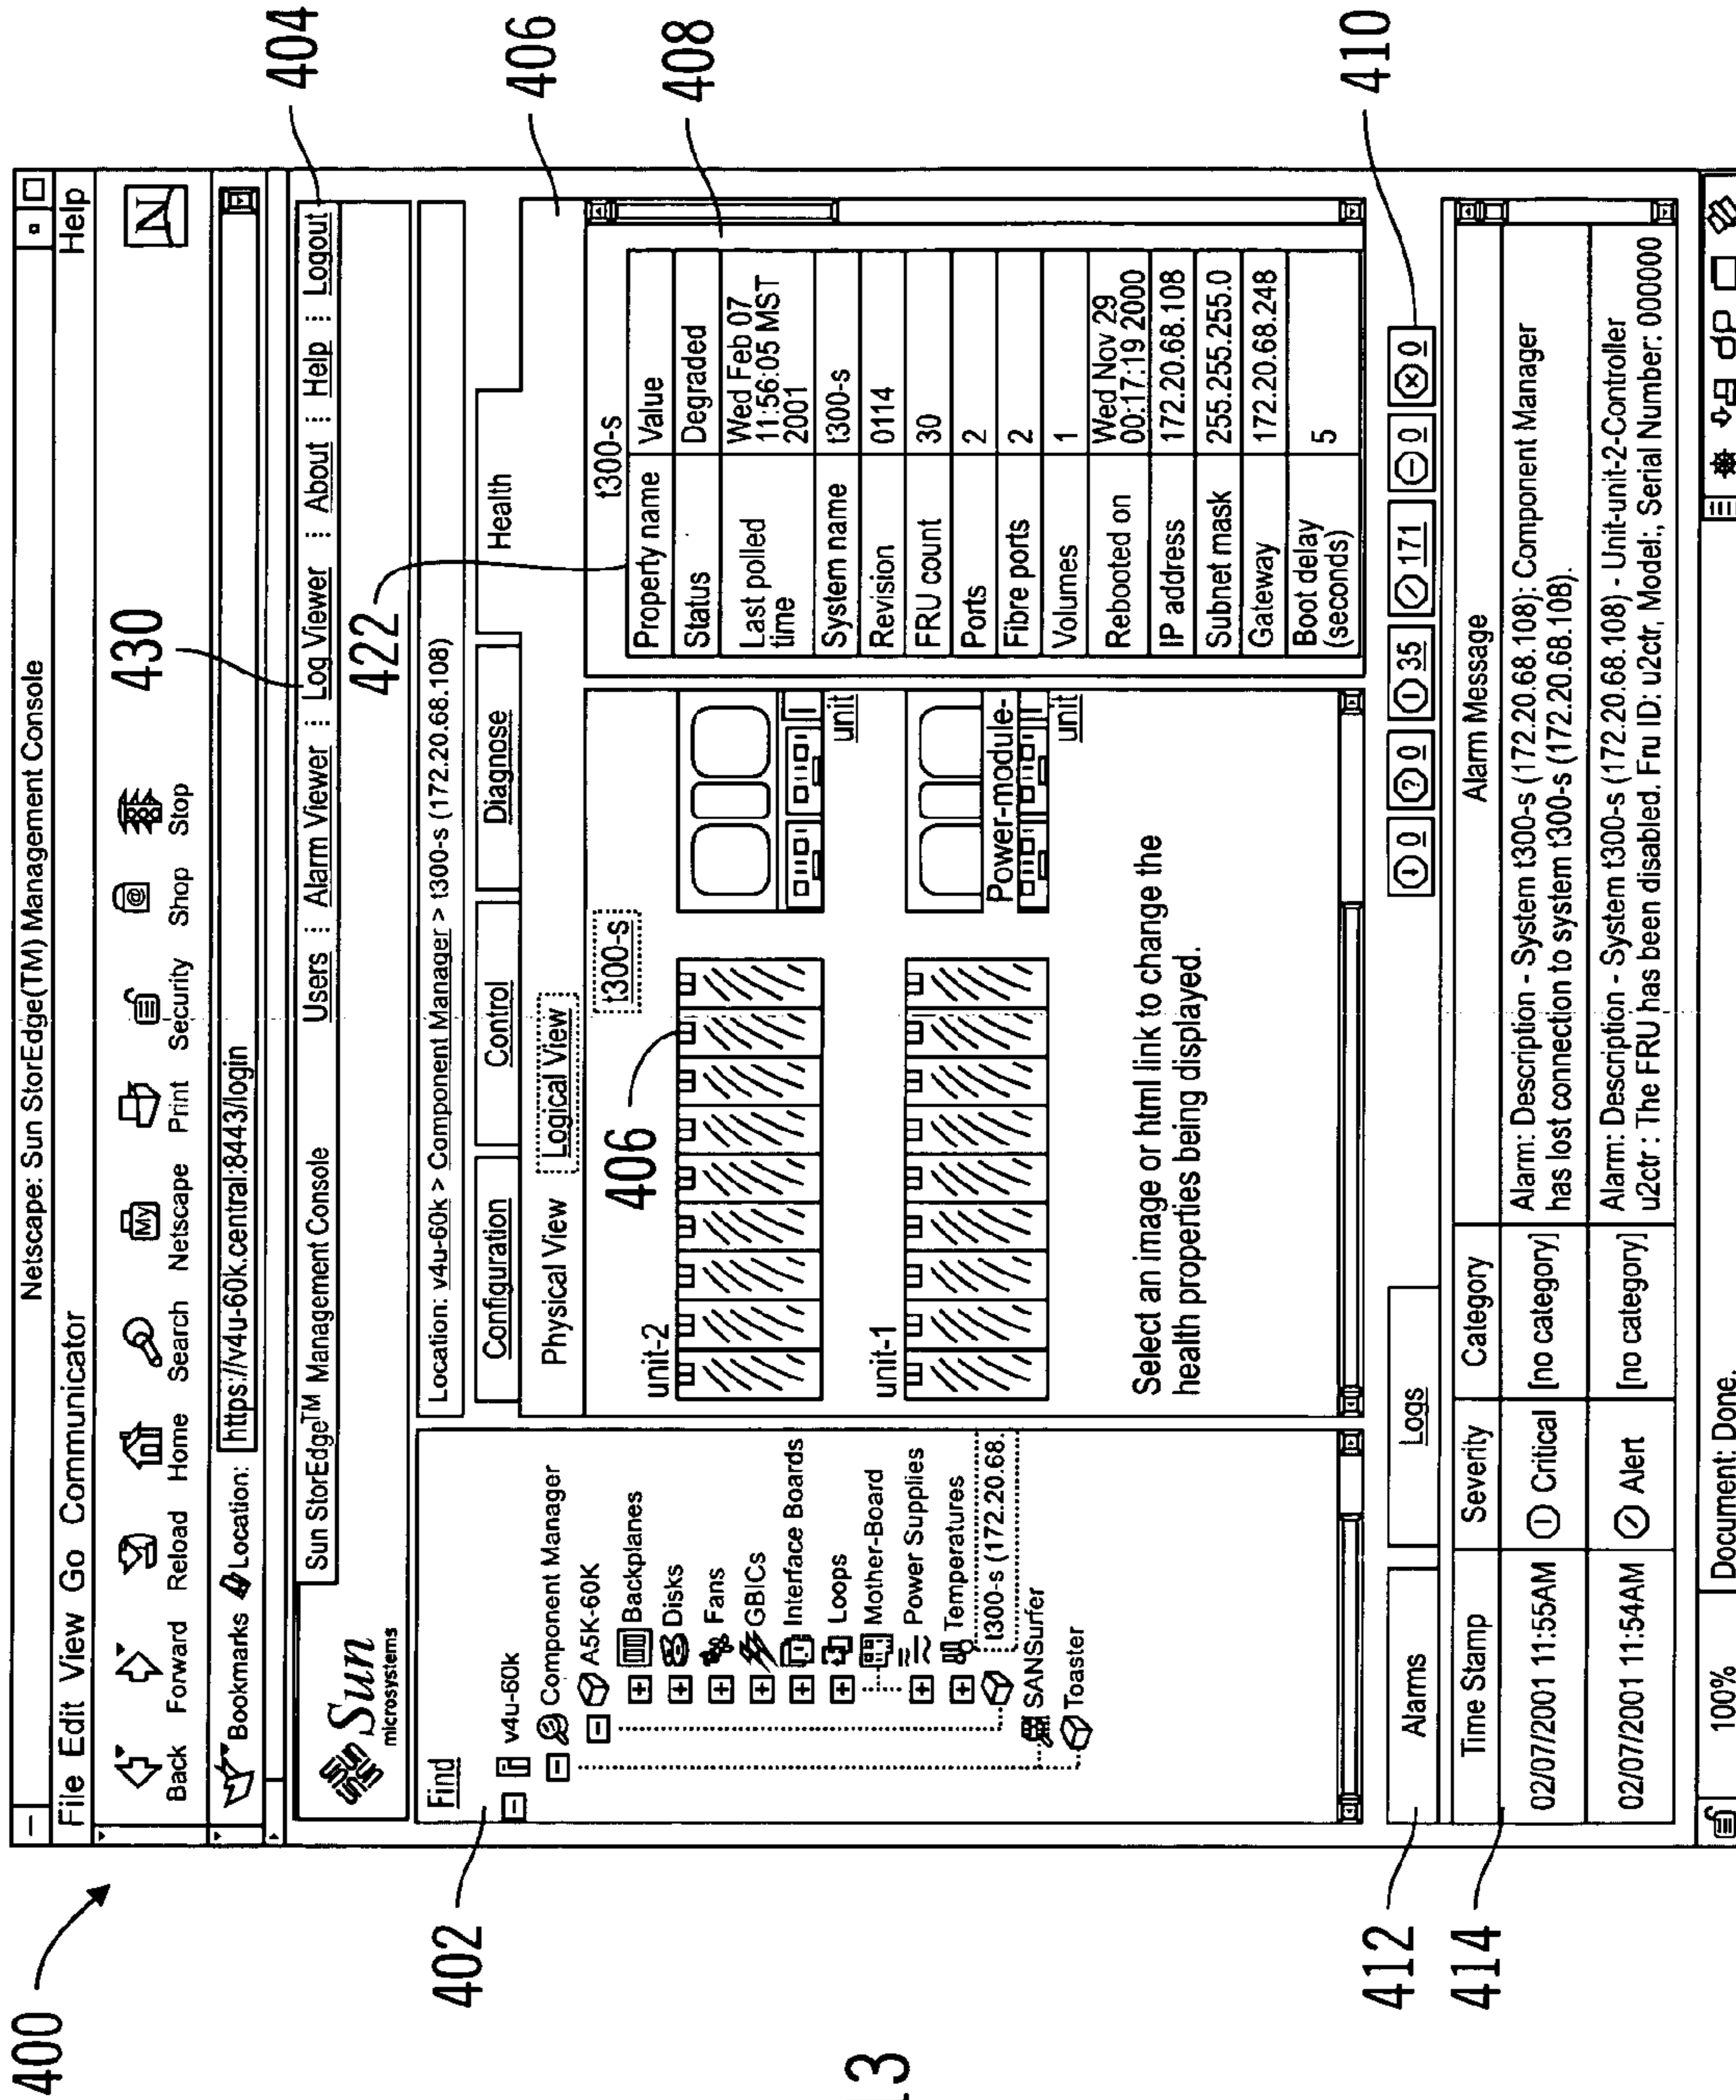 400
Netscape: Sun StorEdge(TM) Management Console
File Edit View Go Communicator
Help
430
Back Forward Reload Home Search Netscape Print Security Shop Stop
My
@
N
Bookmarks Location: https://v4u-60k.central:8443/login
404
Sun StorEdge™ Management Console
Users Alarm Viewer Log Viewer About Help Logout
Sun
microsystems
422
Location: v4u-60k > Component Manager > t300-s (172.20.68.108)
402
Find
v4u-60k
Component Manager
A5K-60K
Backplanes
Disks
Fans
GBICs
Interface Boards
Loops
Mother-Board
Power Supplies
Temperatures
t300-s (172.20.68.
SANSurfer
Toaster
Configuration
Control
Diagnose
Health
406
Physical View
Logical View
406
t300-s
unit-2
unit
unit-1
Power-module-
unit
Select an image or html link to change the
health properties being displayed.
408
t300-s
Property name Value
Status Degraded
Last polled time Wed Feb 07 11:56:05 MST 2001
System name t300-s
Revision 0114
FRU count 30
Ports 2
Fibre ports 2
Volumes 1
Rebooted on Wed Nov 29 00:17:19 2000
IP address 172.20.68.108
Subnet mask 255.255.255.0
Gateway 172.20.68.248
Boot delay (seconds) 5
412
Alarms
Logs
0 ? 0 35 171 0 0
410
414
Time Stamp Severity Category Alarm Message
02/07/2001 11:55AM Critical [no category] Alarm: Description - System t300-s (172.20.68.108): Component Manager
has lost connection to system t300-s (172.20.68.108).
02/07/2001 11:54AM Alert [no category] Alarm: Description - System t300-s (172.20.68.108) - Unit-unit-2-Controller
u2ctr : The FRU has been disabled. Fru ID: u2ctr, Model:, Serial Number: 000000
100%
Document: Done.
13